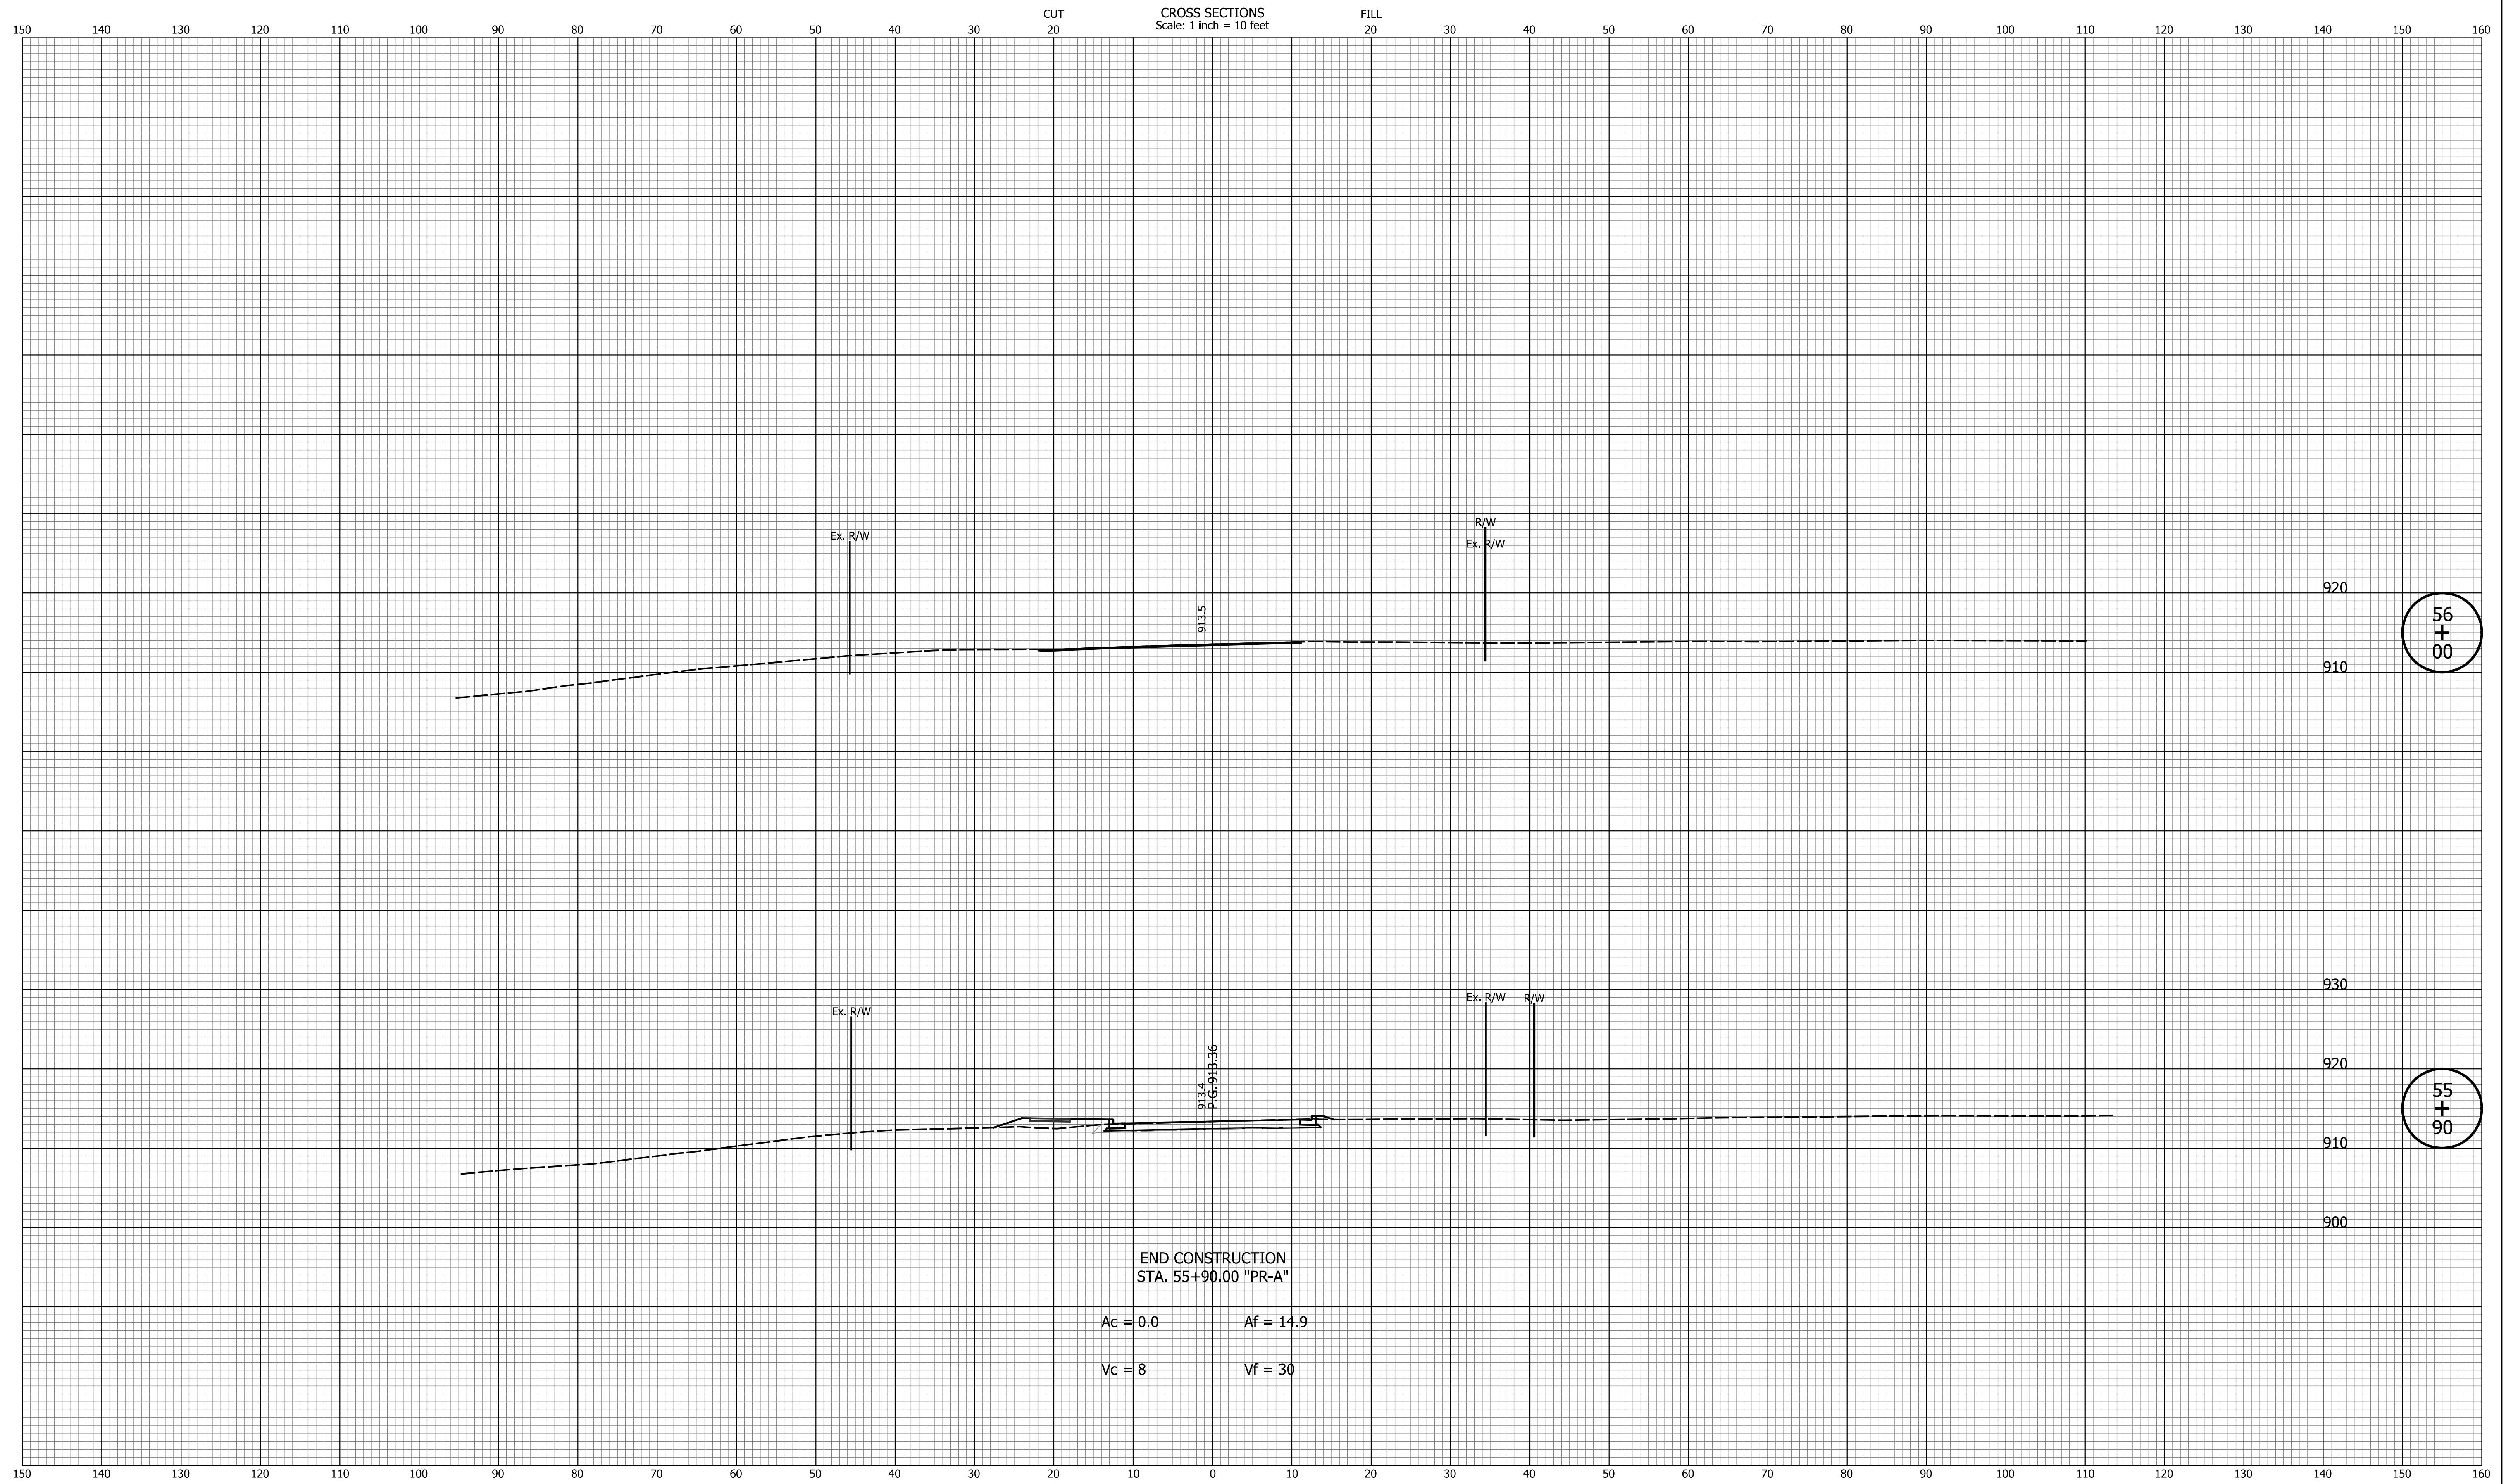 CUT CROSS SECTIONS FILL
Scale: 1 inch = 10 feet
150 140 130 120 110 100 90 80 70 60 50 40 30 20 20 30 40 50 60 70 80 90 100 110 120 130 140 150 160
R/W
Ex. R/W
Ex. R/W
920
913.5
56
+
00
910
930
Ex. R/W R/W
Ex. R/W
920
913.4
P.G. 913.36
55
+
90
910
900
END CONSTRUCTION
STA. 55+90.00 "PR-A"
Ac = 0.0 Af = 14.9
Vc = 8 Vf = 30
150 140 130 120 110 100 90 80 70 60 50 40 30 20 10 0 10 20 30 40 50 60 70 80 90 100 110 120 130 140 150 160